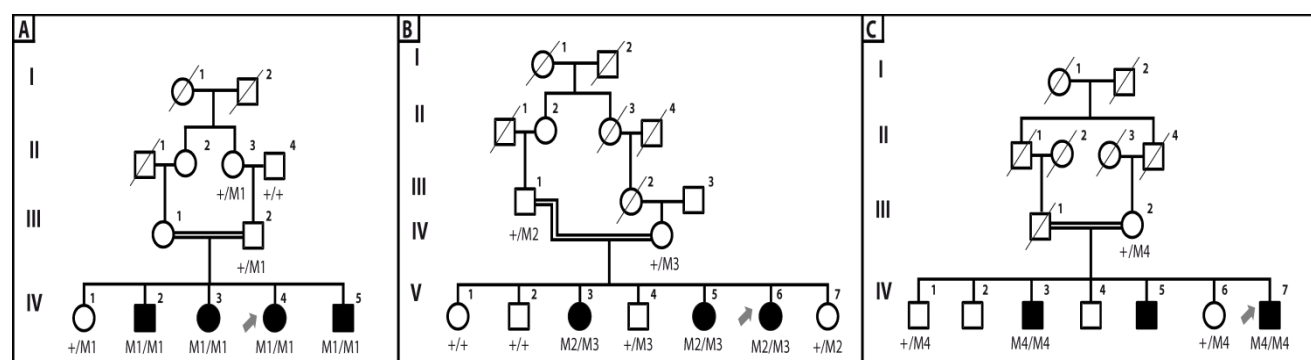 A
I
1 2
II
1 2 3 4
+/M1 +/+
III
1 2
+/M1
IV
1 2 3 4 5
+/M1 M1/M1 M1/M1 M1/M1 M1/M1
B
I
1 2
II
1 2 3 4
III
1 2 3
IV
+/M2 +/M3
V
1 2 3 4 5 6 7
+/+ +/+ M2/M3 +/M3 M2/M3 M2/M3 +/M2
C
I
1 2
II
1 2 3 4
III
1 2
+/M4
IV
1 2 3 4 5 6 7
+/M4 M4/M4 +/M4 M4/M4